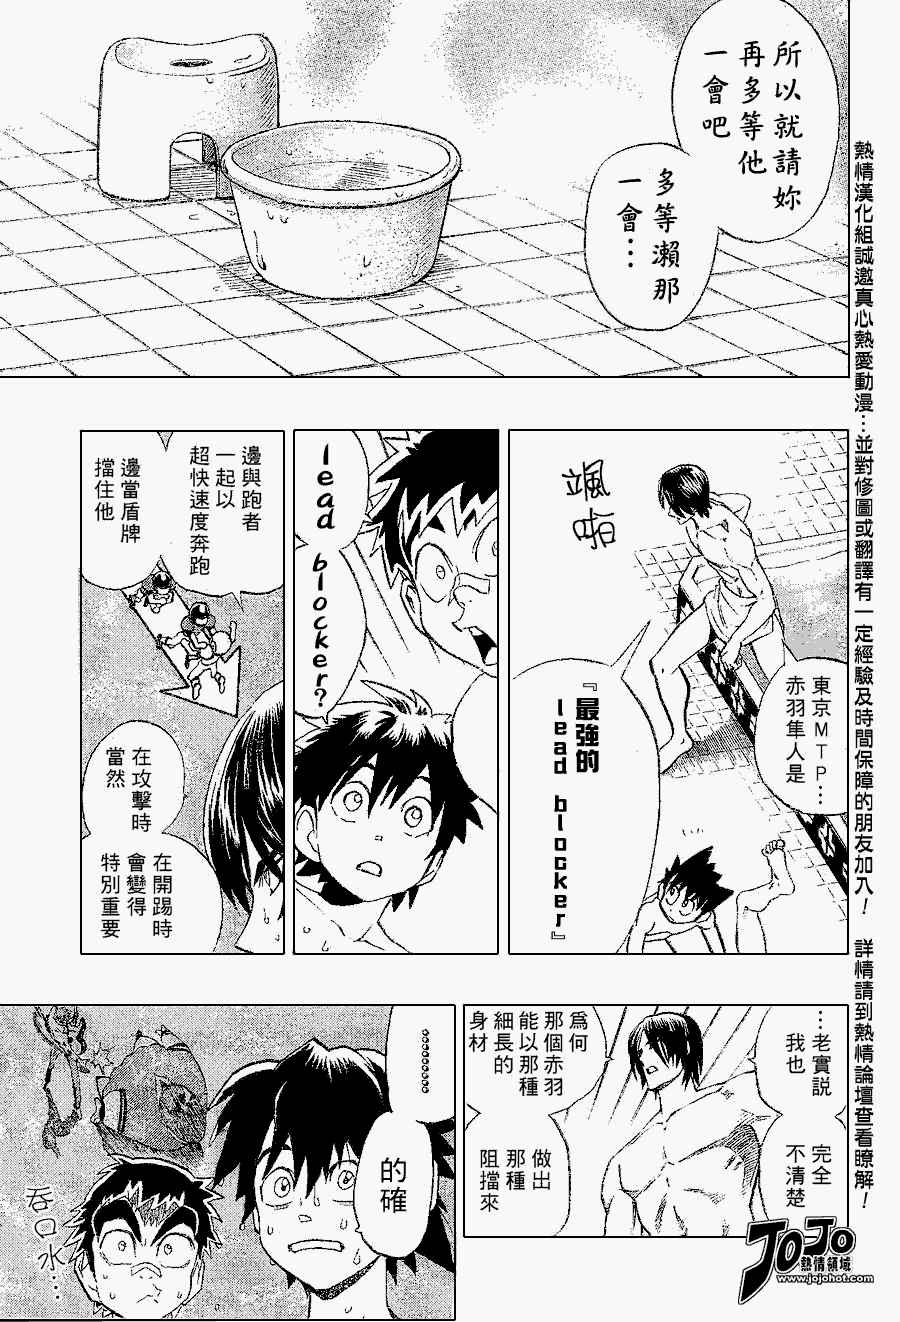 所以就請妳
再多等他
一會吧
多等瀨那
一會…
颯
啪
東京MTP…
赤羽隼人是
『最強的
lead blocker』
lead blocker?
邊與跑者
一起以
超快速度奔跑
邊當盾牌
擋住他
在攻擊時
當然
在開踢時
會變得
特別重要
…老實説
我也
完全
不清楚
爲何
那個赤羽
能以那種
細長的
身材
做出
那種
阻擋來
………
的確
吞口水…
熱情漢化組誠邀真心熱愛動漫…並對修圖或翻譯有一定經驗及時間保障的朋友加入！ 詳情請到熱情論壇查看瞭解！
JOJO
熱情領域
www.jojohot.com